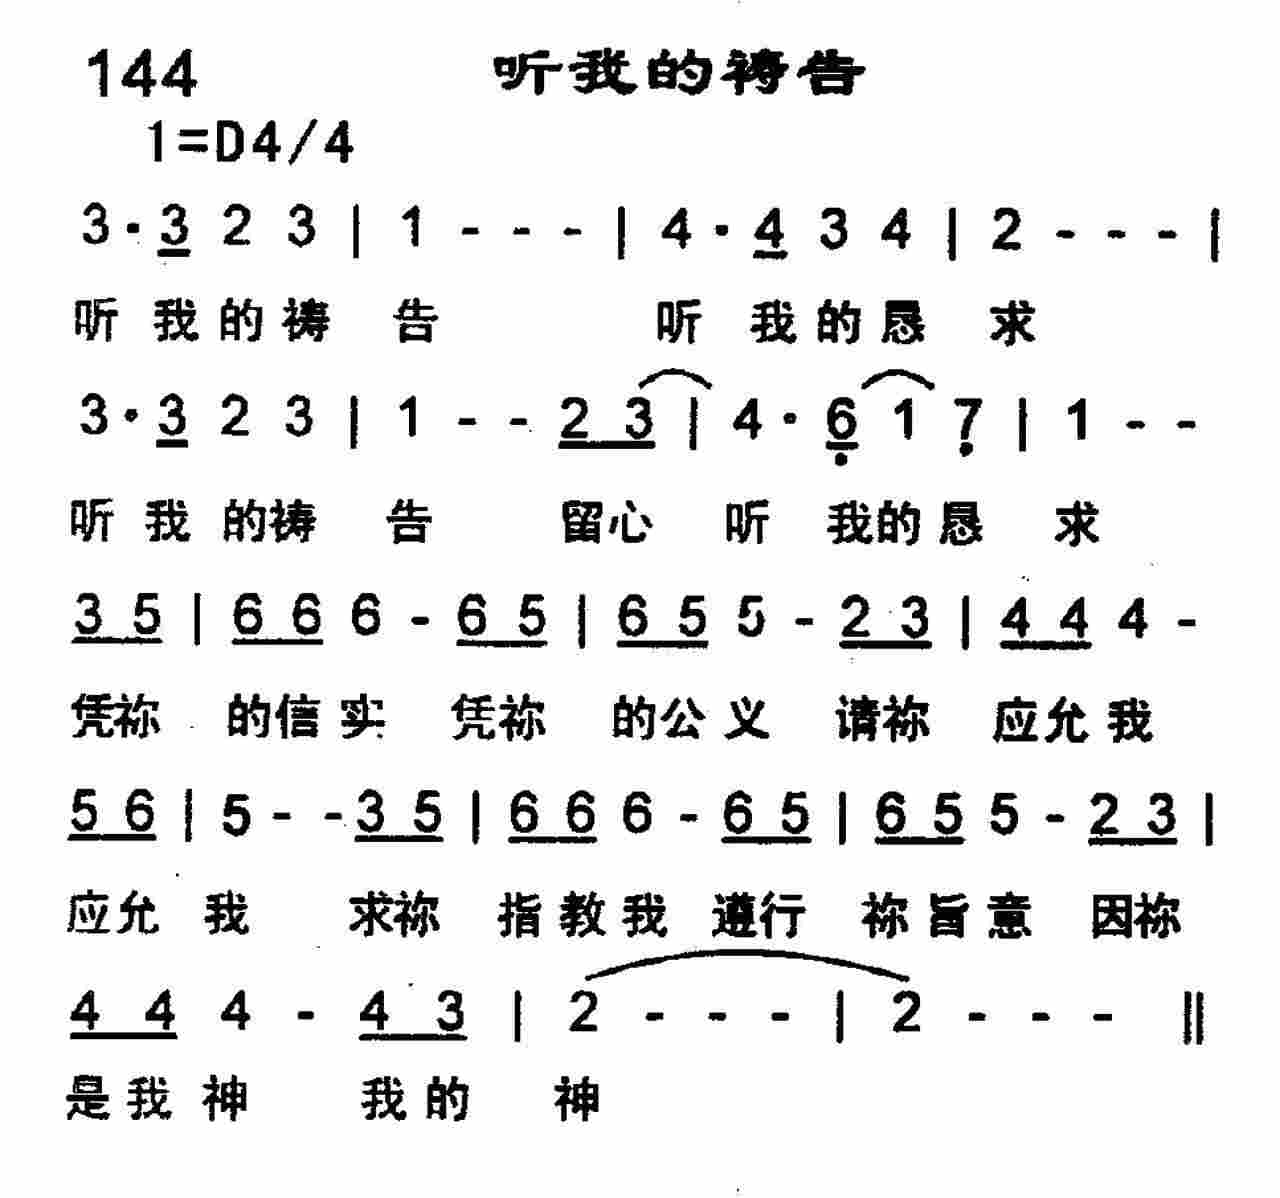 144 听我的祷告
1=D4/4
3·3 2 3 | 1 - - - | 4·4 3 4 | 2 - - - |
听我的祷告 听我的恳求
3·3 2 3 | 1 - - 2 3 | 4·6 1 7 | 1 - -
听我的祷告 留心听我的恳求
3 5 | 6 6 6 - 6 5 | 6 5 5 - 2 3 | 4 4 4 -
凭祢的信实 凭祢的公义 请祢应允我
5 6 | 5 - - 3 5 | 6 6 6 - 6 5 | 6 5 5 - 2 3 |
应允我 求祢指教我 遵行祢旨意 因祢
4 4 4 - 4 3 | 2 - - - | 2 - - - ‖
是我神 我的神